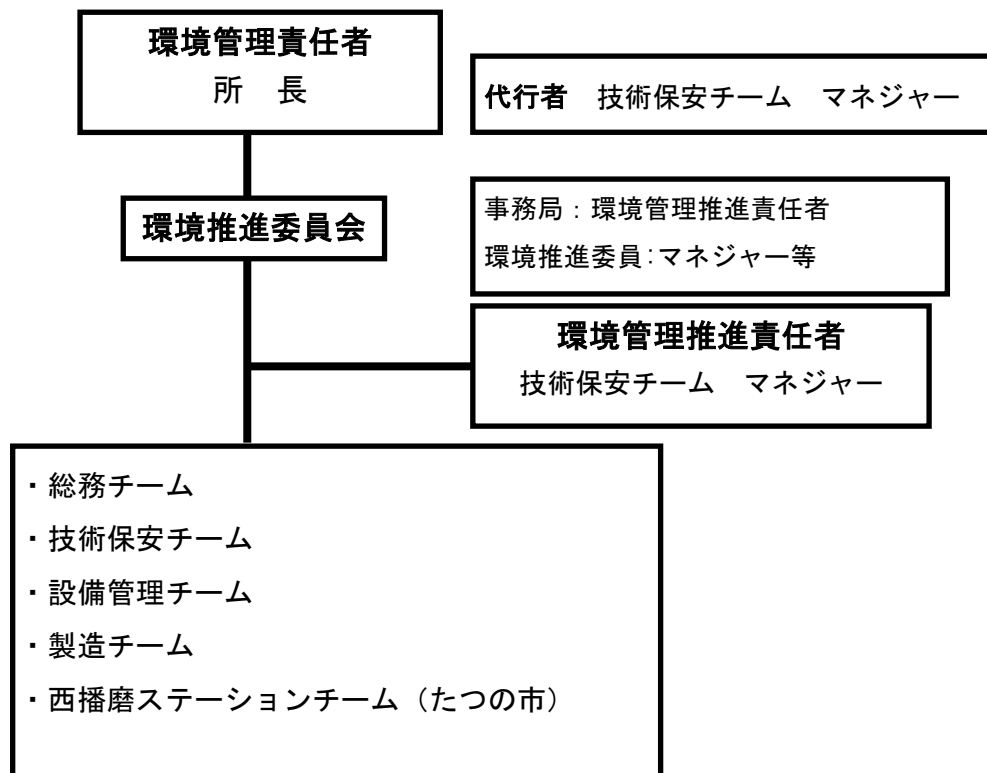 環境管理責任者
所　長
代行者　技術保安チーム　マネジャー
環境推進委員会
事務局：環境管理推進責任者
環境推進委員：マネジャー等
環境管理推進責任者
技術保安チーム　マネジャー
・総務チーム
・技術保安チーム
・設備管理チーム
・製造チーム
・西播磨ステーションチーム（たつの市）